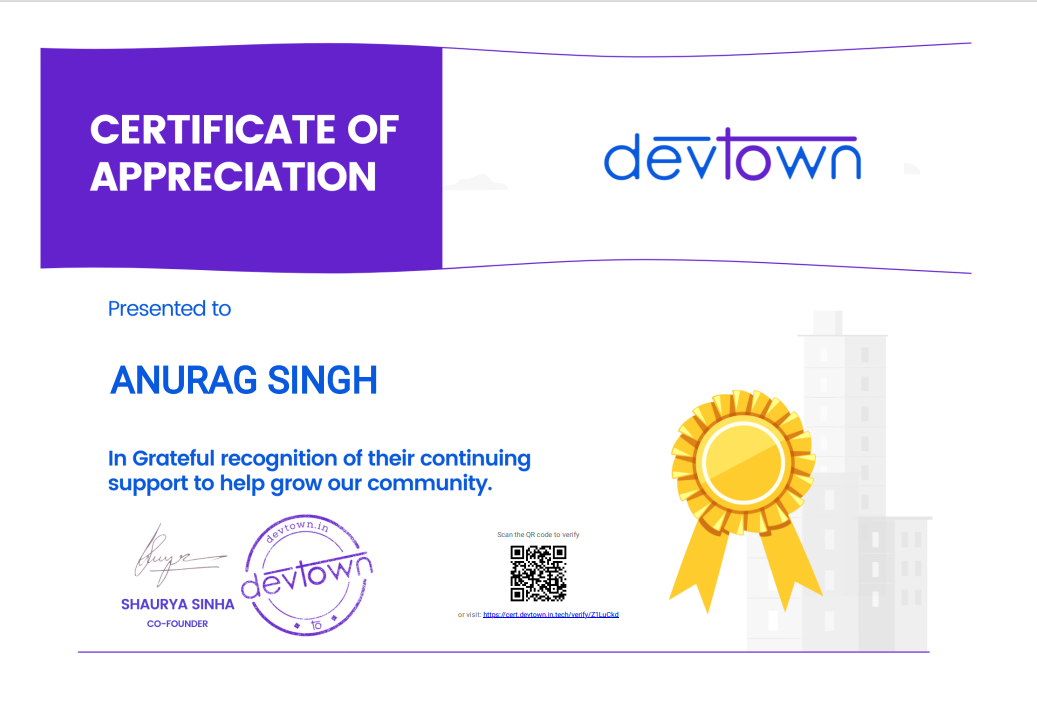 CERTIFICATE OF
APPRECIATION
devtown
Presented to
ANURAG SINGH
In Grateful recognition of their continuing
support to help grow our community.
devtown.in
devtown
to
SHAURYA SINHA
CO-FOUNDER
Scan the QR code to verify
or visit: https://cert.devtown.in.tech/verify/Z1LuCkd